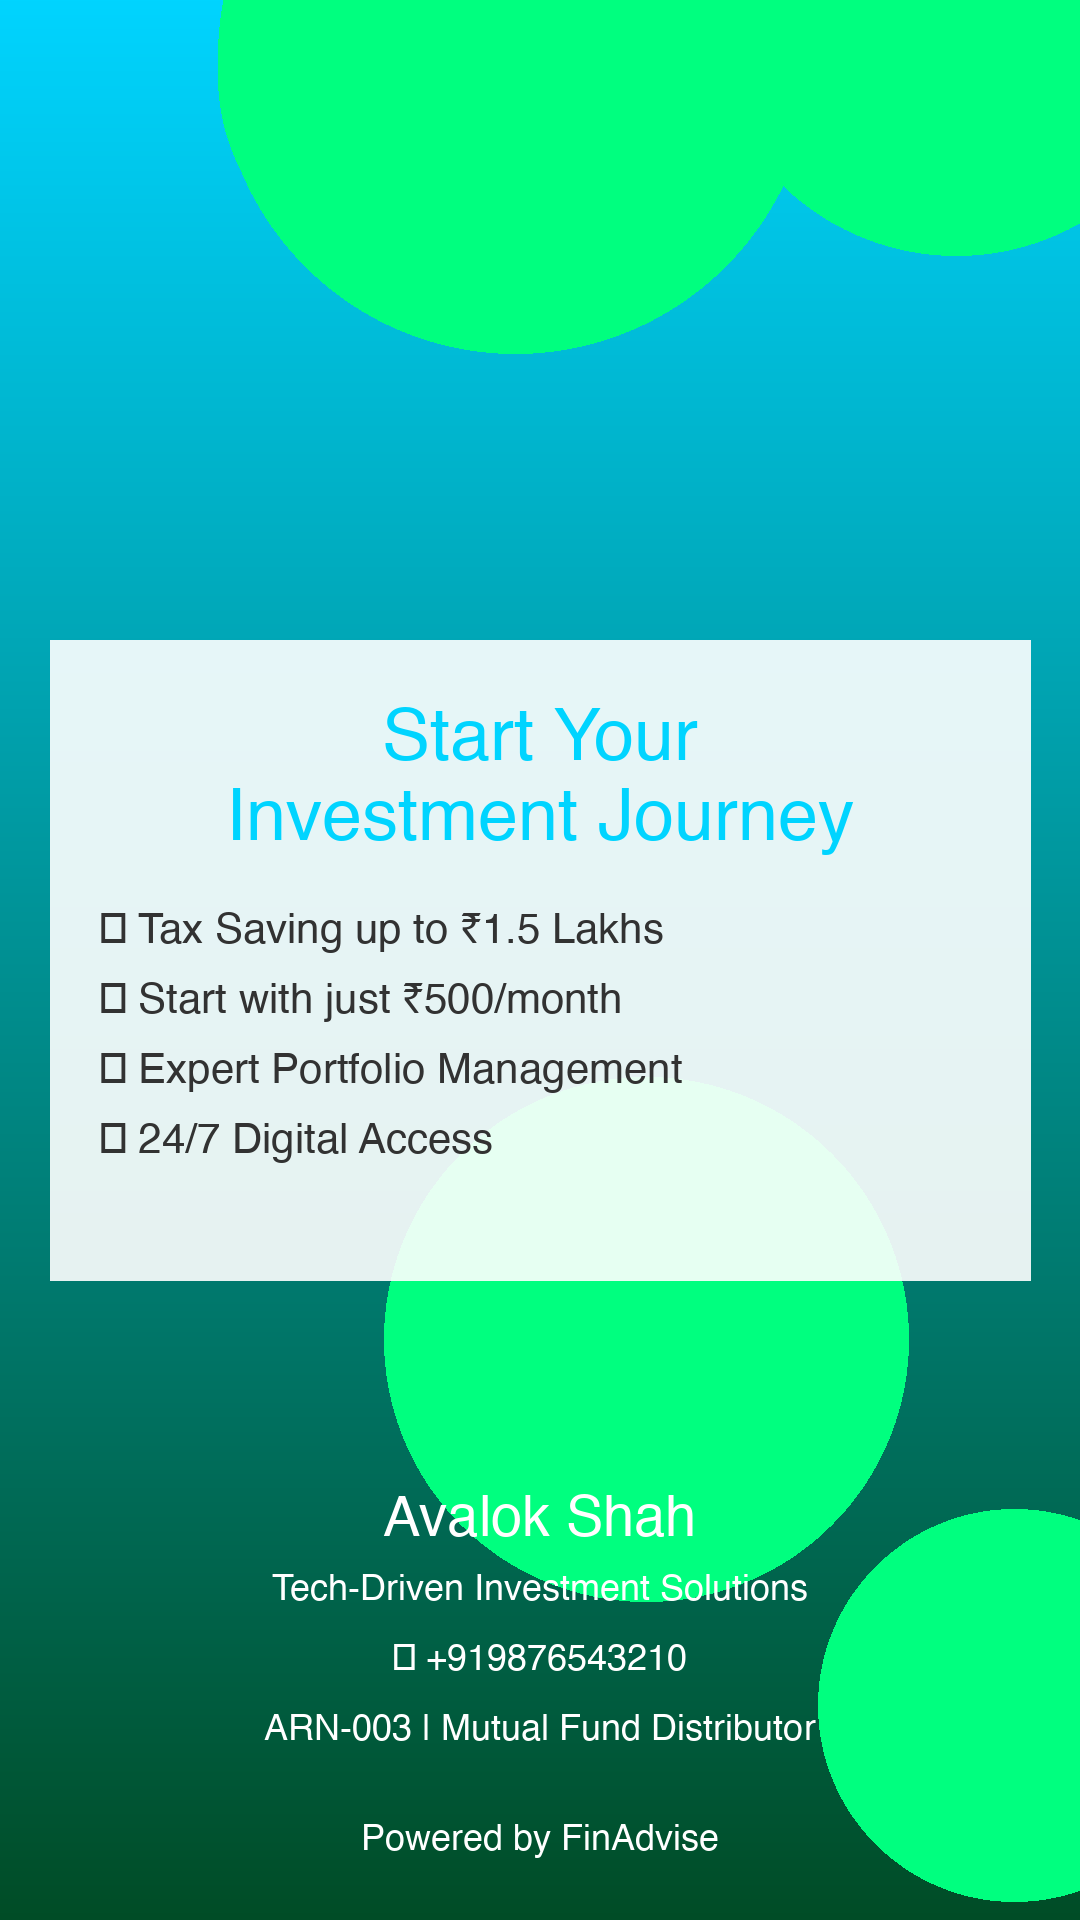 Start Your
Investment Journey
□ Tax Saving up to ₹1.5 Lakhs
□ Start with just ₹500/month
□ Expert Portfolio Management
□ 24/7 Digital Access
Avalok Shah
Tech-Driven Investment Solutions
□ +919876543210
ARN-003 | Mutual Fund Distributor
Powered by FinAdvise